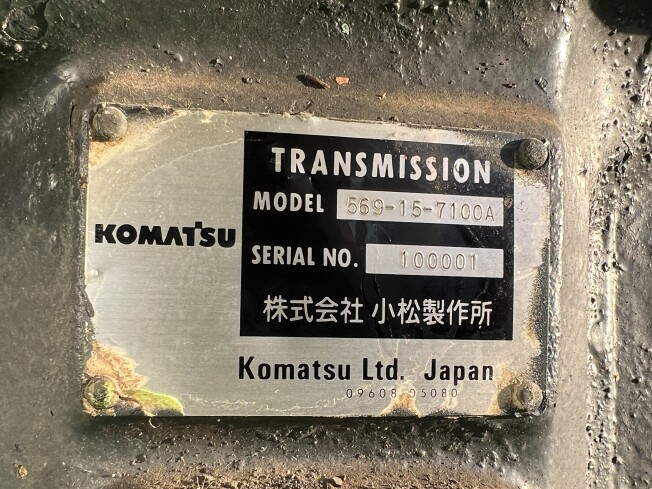 TRANSMISSION
MODEL 569-15-7100A
KOMATSU
SERIAL NO. 100001
株式会社 小松製作所
Komatsu Ltd. Japan
09608-05080